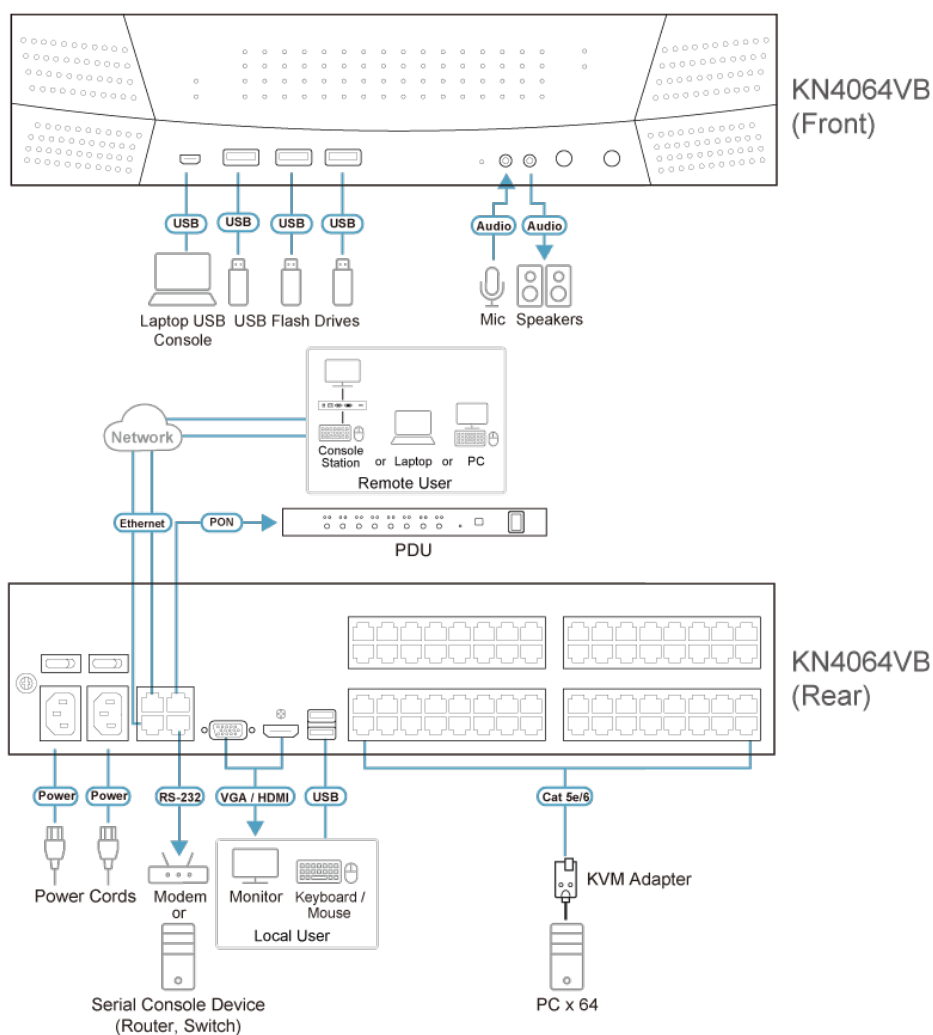 KN4064VB
(Front)
USB
USB
USB
USB
Audio
Audio
Laptop USB
Console
USB Flash Drives
Mic
Speakers
Network
Console
Station
or
Laptop
or
PC
Remote User
Ethernet
PON
PDU
KN4064VB
(Rear)
Power
Power
RS-232
VGA / HDMI
USB
Cat 5e/6
KVM Adapter
Power Cords
Modem
or
Monitor
Keyboard /
Mouse
Local User
Serial Console Device
(Router, Switch)
PC x 64